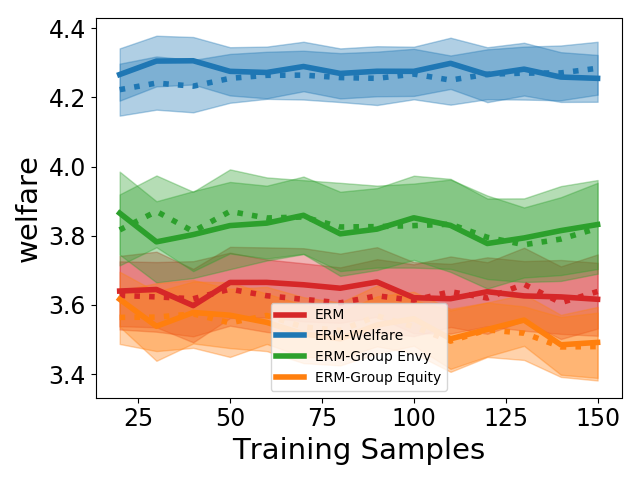 4.4
4.2
4.0
3.8
3.6
3.4
welfare
ERM
ERM-Welfare
ERM-Group Envy
ERM-Group Equity
25 50 75 100 125 150
Training Samples